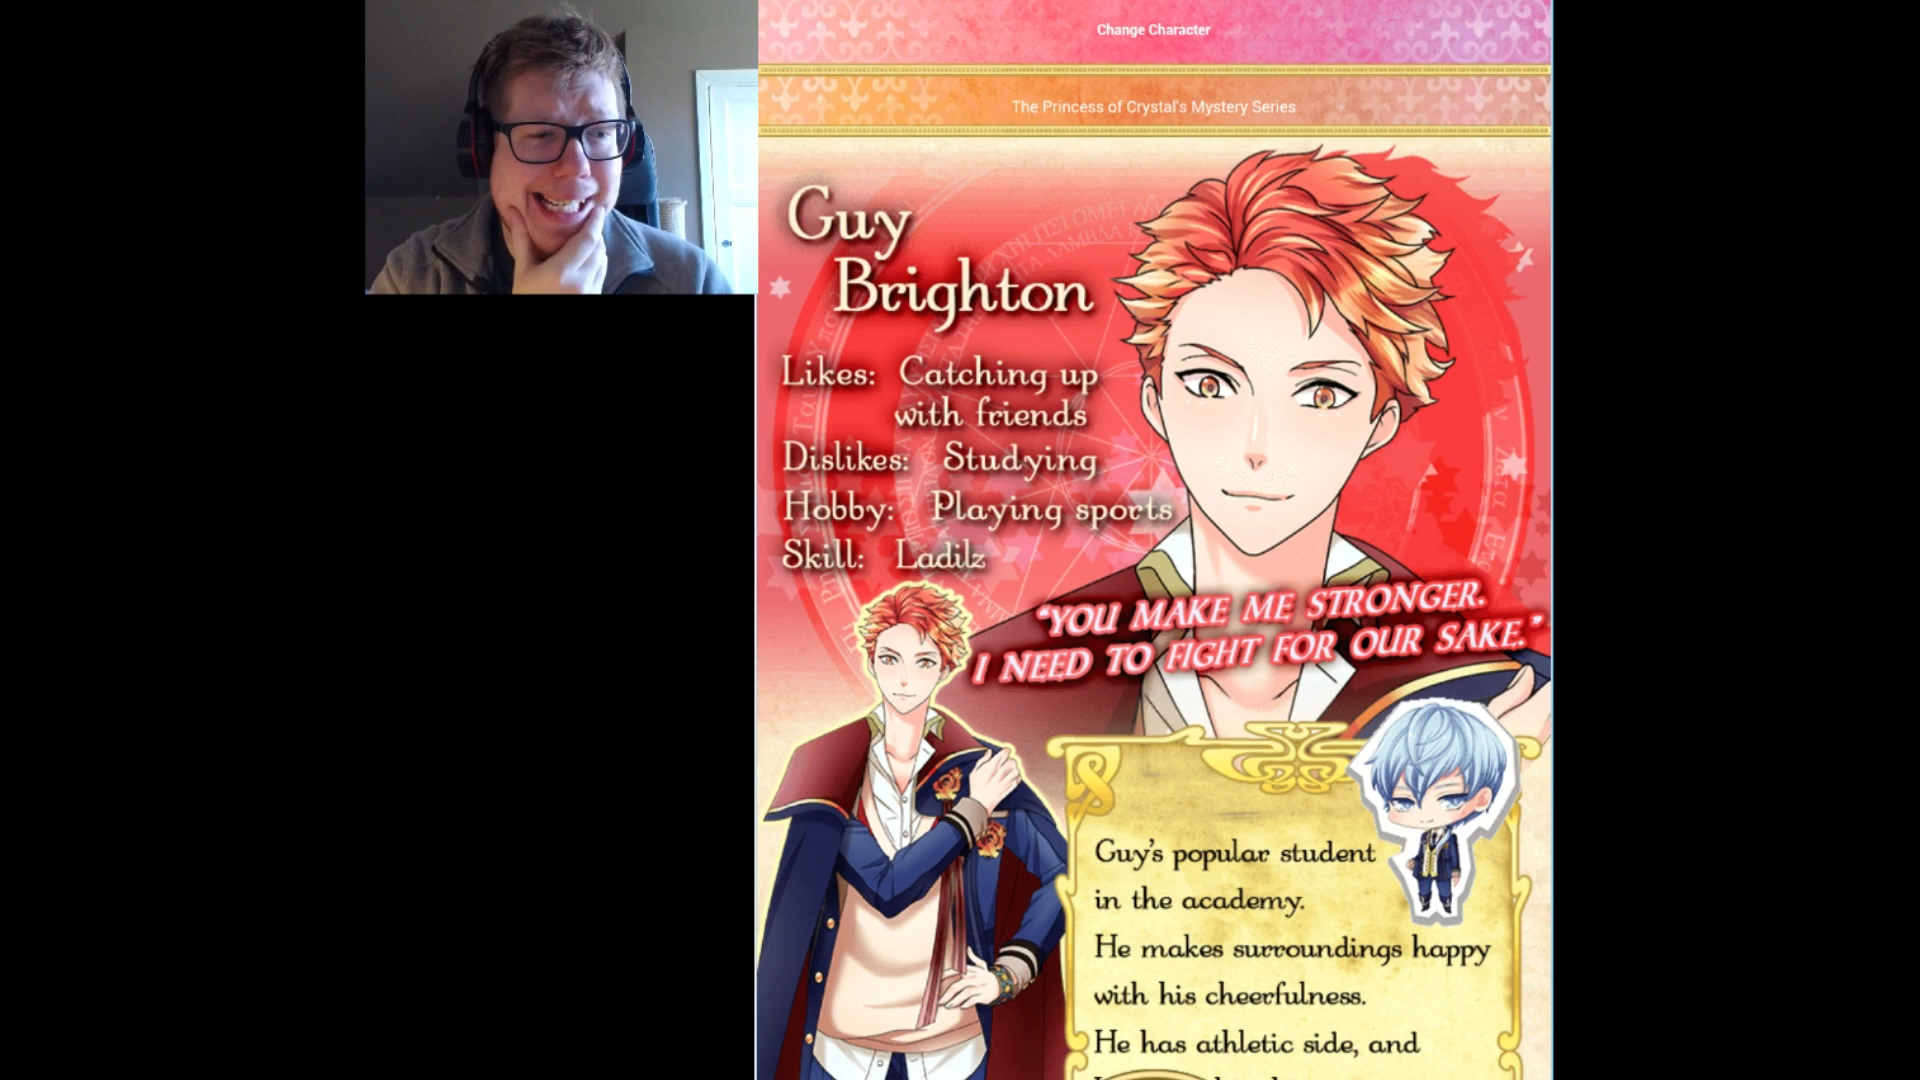 Change Character
The Princess of Crystal's Mystery Series
Guy
Brighton
Likes: Catching up
with friends
Dislikes: Studying
Hobby: Playing sports
Skill: Ladilz
"YOU MAKE ME STRONGER.
I NEED TO FIGHT FOR OUR SAKE."
Guy's popular student
in the academy.
He makes surroundings happy
with his cheerfulness.
He has athletic side, and